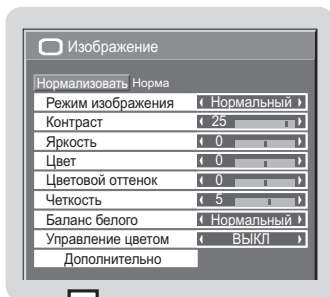 Изображение
Нормализовать Норма
Режим изображения Нормальный
Контраст 25
Яркость 0
Цвет 0
Цветовой оттенок 0
Четкость 5
Баланс белого Нормальный
Управление цветом ВЫКЛ
Дополнительно